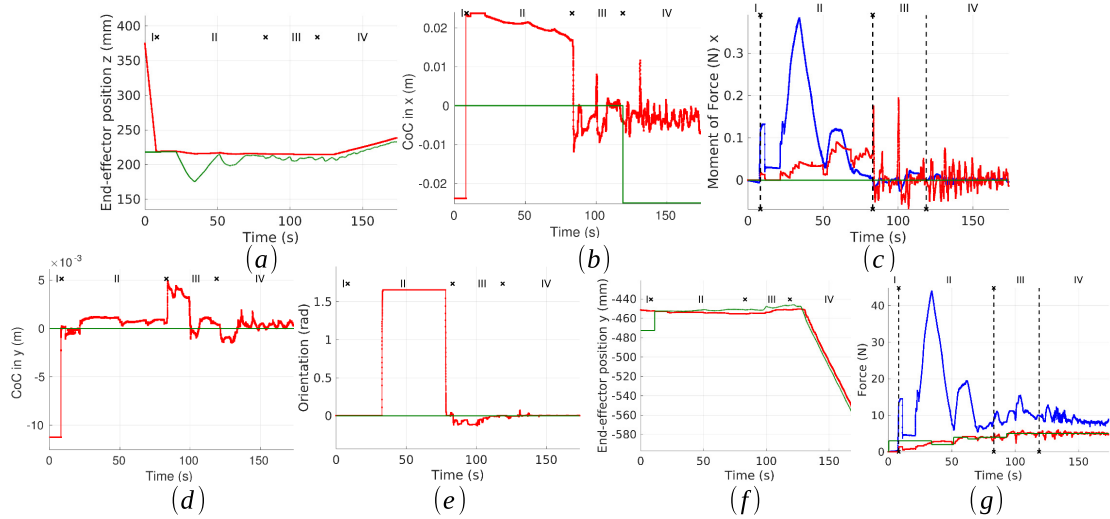 End-effector position z (mm)
400
350
300
250
200
150
I
II
III
IV
0
50
100
150
Time (s)
(a)
CoC in x (m)
0.02
0.01
0
-0.01
-0.02
I
II
III
IV
0
50
100
150
Time (s)
(b)
Moment of Force (N) x
0.3
0.2
0.1
0
I
II
III
IV
0
50
100
150
Time (s)
(c)
×10⁻³
CoC in y (m)
5
0
-5
-10
I
II
III
IV
0
50
100
150
Time (s)
(d)
Orientation (rad)
1.5
1
0.5
0
I
II
III
IV
0
50
100
150
Time (s)
(e)
End-effector position y (mm)
-440
-460
-480
-500
-520
-540
-560
-580
I
II
III
IV
0
50
100
150
Time (s)
(f)
Force (N)
40
30
20
10
0
I
II
III
IV
0
50
100
150
Time (s)
(g)